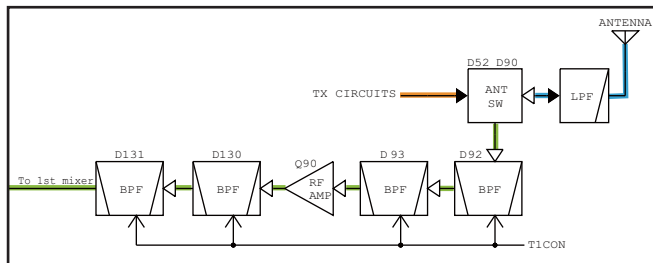 ANTENNA
D52 D90
TX CIRCUITS
ANT
SW
LPF
D131
D130
Q90
D93
D92
To 1st mixer
BPF
BPF
RF
AMP
BPF
BPF
T1CON